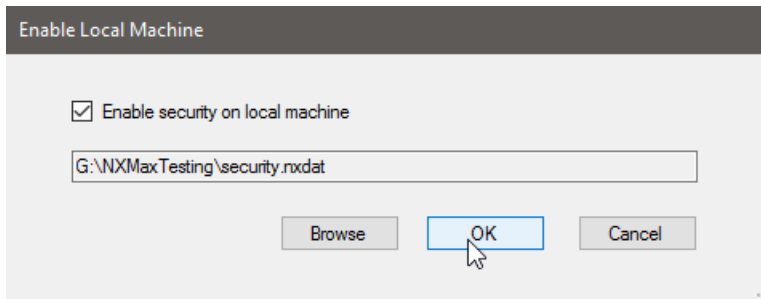 Enable Local Machine
Enable security on local machine
G:\NXMaxTesting\security.nxdat
Browse OK Cancel